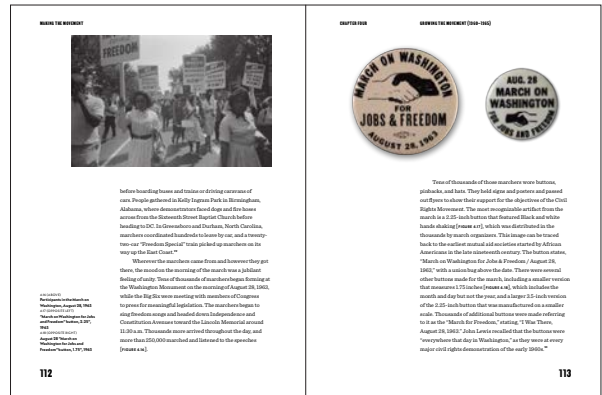 MAKING THE MOVEMENT
FREEDOM
before boarding buses and trains or driving caravans of
cars. People gathered in Kelly Ingram Park in Birmingham,
Alabama, where demonstrators faced dogs and fire hoses
across from the Sixteenth Street Baptist Church before
heading to DC. In Greensboro and Durham, North Carolina,
marchers coordinated hundreds to leave by car, and a twenty-
two-car "Freedom Special" train picked up marchers on its
way up the East Coast.
Wherever the marchers came from and however they got
there, the mood on the morning of the march was a jubilant
feeling of unity. Tens of thousands of marchers began forming at
the Washington Monument on the morning of August 28, 1963,
while the Big Six were meeting with members of Congress
to press for meaningful legislation. The marchers began to
sing freedom songs and headed down Independence and
Constitution Avenues toward the Lincoln Memorial around
11:30 a.m. Thousands more arrived throughout the day, and
more than 250,000 marched and listened to the speeches
[FIGURE 4.16].
4.16 (ABOVE)
Participants in the March on
Washington, August 28, 1963
4.17 (OPPOSITE LEFT)
"March on Washington for Jobs
and Freedom" button, 2.25",
1963
4.18 (OPPOSITE RIGHT)
August 28 "March on
Washington for Jobs and
Freedom" button, 1.75", 1963
112
CHAPTER FOUR
GROWING THE MOVEMENT (1960–1965)
MARCH ON WASHINGTON
FOR
JOBS & FREEDOM
AUGUST 28, 1963
AUG. 28
MARCH ON
WASHINGTON
FOR JOBS AND FREEDOM
Tens of thousands of those marchers wore buttons,
pinbacks, and hats. They held signs and posters and passed
out flyers to show their support for the objectives of the Civil
Rights Movement. The most recognizable artifact from the
march is a 2.25-inch button that featured Black and white
hands shaking [FIGURE 4.17], which was distributed in the
thousands by march organizers. This image can be traced
back to the earliest mutual aid societies started by African
Americans in the late nineteenth century. The button states,
"March on Washington for Jobs & Freedom / August 28,
1963," with a union bug above the date. There were several
other buttons made for the march, including a smaller version
that measures 1.75 inches [FIGURE 4.18], which includes the
month and day but not the year, and a larger 3.5-inch version
of the 2.25-inch button that was manufactured on a smaller
scale. Thousands of additional buttons were made referring
to it as the "March for Freedom," stating, "I Was There,
August 28, 1963." John Lewis recalled that the buttons were
"everywhere that day in Washington," as they were at every
major civil rights demonstration of the early 1960s.
113